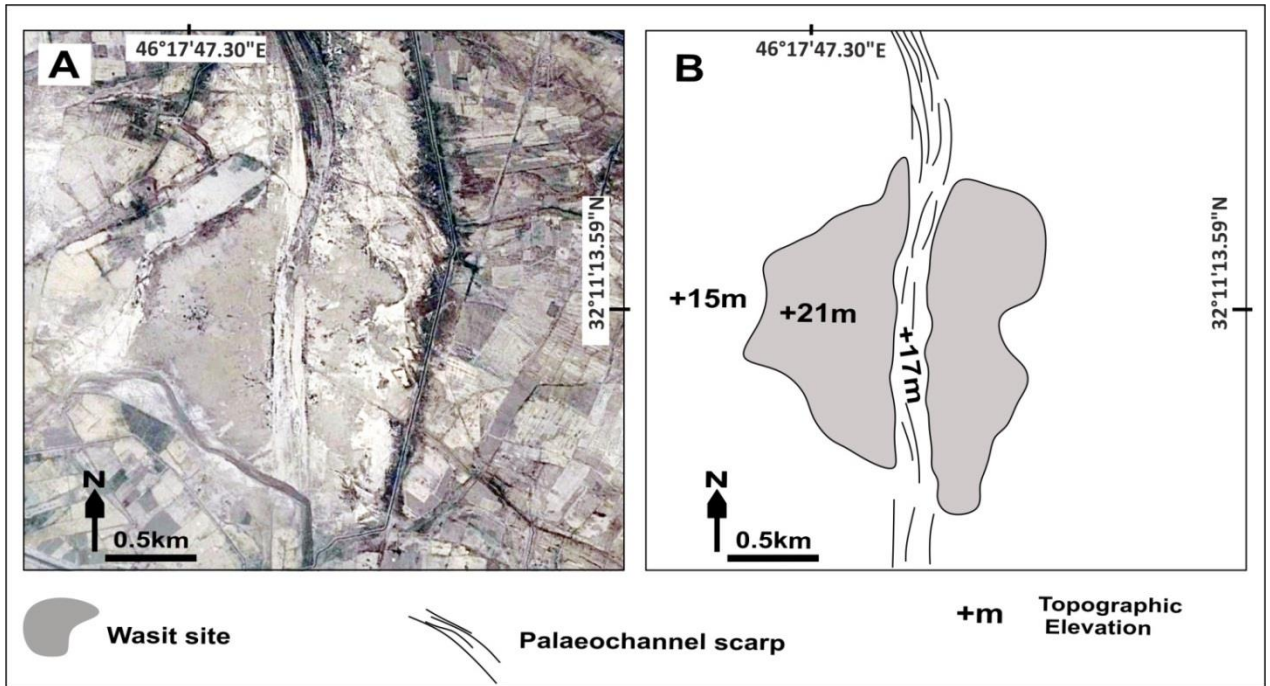 A
46°17'47.30"E
32°11'13.59"N
N
0.5km
B
46°17'47.30"E
32°11'13.59"N
+15m
+21m
+17m
N
0.5km
Wasit site
Palaeochannel scarp
+m
Topographic
Elevation